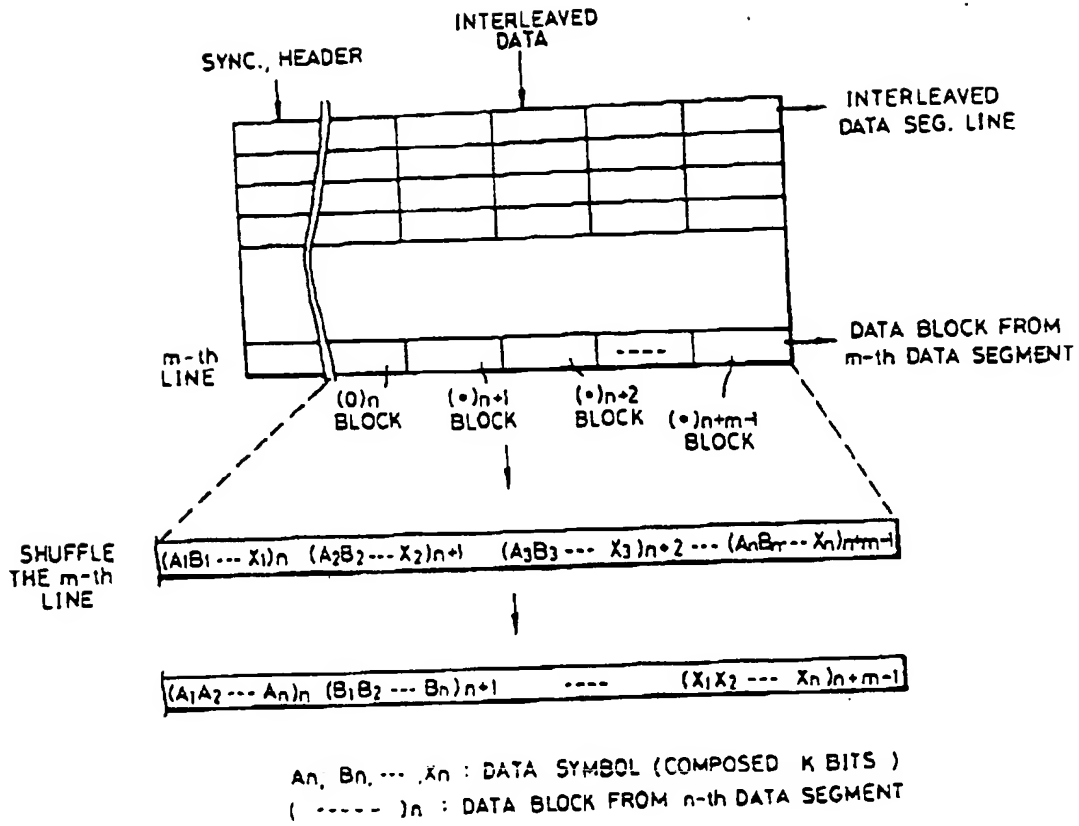 INTERLEAVED
DATA
SYNC., HEADER
INTERLEAVED
DATA SEG. LINE
m-th
LINE
DATA BLOCK FROM
m-th DATA SEGMENT
(0)n
BLOCK
(•)n+1
BLOCK
(•)n+2
BLOCK
(•)n+m-1
BLOCK
SHUFFLE
THE m-th
LINE
(A1B1 --- X1)n (A2B2 --- X2)n+1 (A3B3 --- X3)n+2 --- (AnBn --- Xn)n+m-1
(A1A2 --- An)n (B1B2 --- Bn)n+1 ---- (X1X2 --- Xn)n+m-1
An, Bn, ---, Xn : DATA SYMBOL (COMPOSED K BITS)
( ----- )n : DATA BLOCK FROM n-th DATA SEGMENT